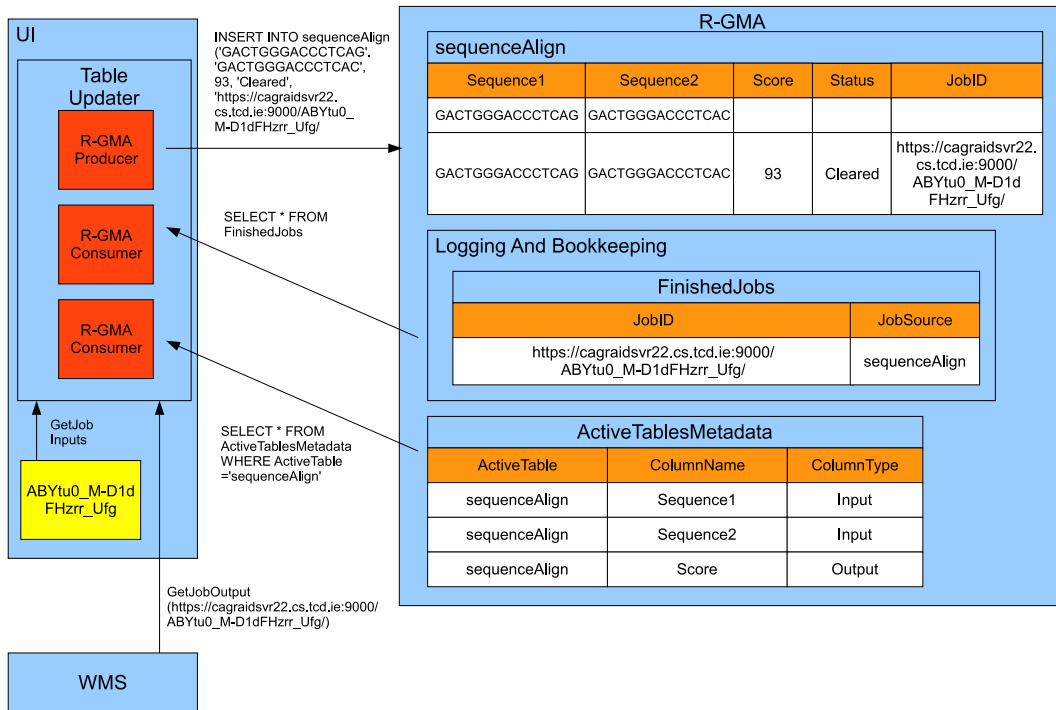 UI
Table
Updater
R-GMA
Producer
R-GMA
Consumer
R-GMA
Consumer
GetJob
Inputs
ABYtu0_M-D1d
FHzrr_Ufg
WMS
INSERT INTO sequenceAlign
('GACTGGGACCCTCAG'.
'GACTGGGACCCTCAC',
93, 'Cleared',
'https://cagraidsvr22.
cs.tcd.ie:9000/ABYtu0_
M-D1dFHzrr_Ufg/
SELECT * FROM
FinishedJobs
SELECT * FROM
ActiveTablesMetadata
WHERE ActiveTable
='sequenceAlign'
GetJobOutput
(https://cagraidsvr22.cs.tcd.ie:9000/
ABYtu0_M-D1dFHzrr_Ufg/)
R-GMA
sequenceAlign
Sequence1 Sequence2 Score Status JobID
GACTGGGACCCTCAG GACTGGGACCCTCAC
GACTGGGACCCTCAG GACTGGGACCCTCAC 93 Cleared
https://cagraidsvr22.
cs.tcd.ie:9000/
ABYtu0_M-D1d
FHzrr_Ufg/
Logging And Bookkeeping
FinishedJobs
JobID JobSource
https://cagraidsvr22.cs.tcd.ie:9000/
ABYtu0_M-D1dFHzrr_Ufg/
sequenceAlign
ActiveTablesMetadata
ActiveTable ColumnName ColumnType
sequenceAlign Sequence1 Input
sequenceAlign Sequence2 Input
sequenceAlign Score Output